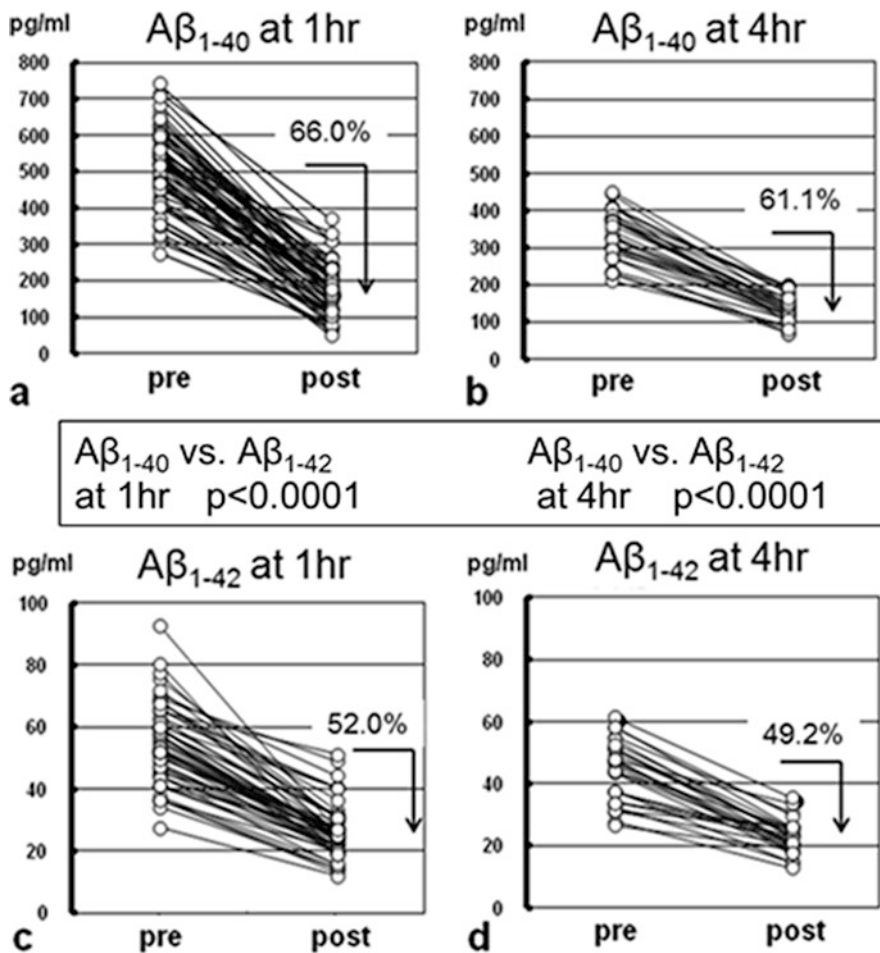 pg/ml Aβ1-40 at 1hr
800
700
600
500
400
300
200
100
0
66.0%
pre post
a
pg/ml Aβ1-40 at 4hr
800
700
600
500
400
300
200
100
0
61.1%
pre post
b
Aβ1-40 vs. Aβ1-42
at 1hr p<0.0001
Aβ1-40 vs. Aβ1-42
at 4hr p<0.0001
pg/ml Aβ1-42 at 1hr
100
80
60
40
20
0
52.0%
pre post
c
pg/ml Aβ1-42 at 4hr
100
80
60
40
20
0
49.2%
pre post
d